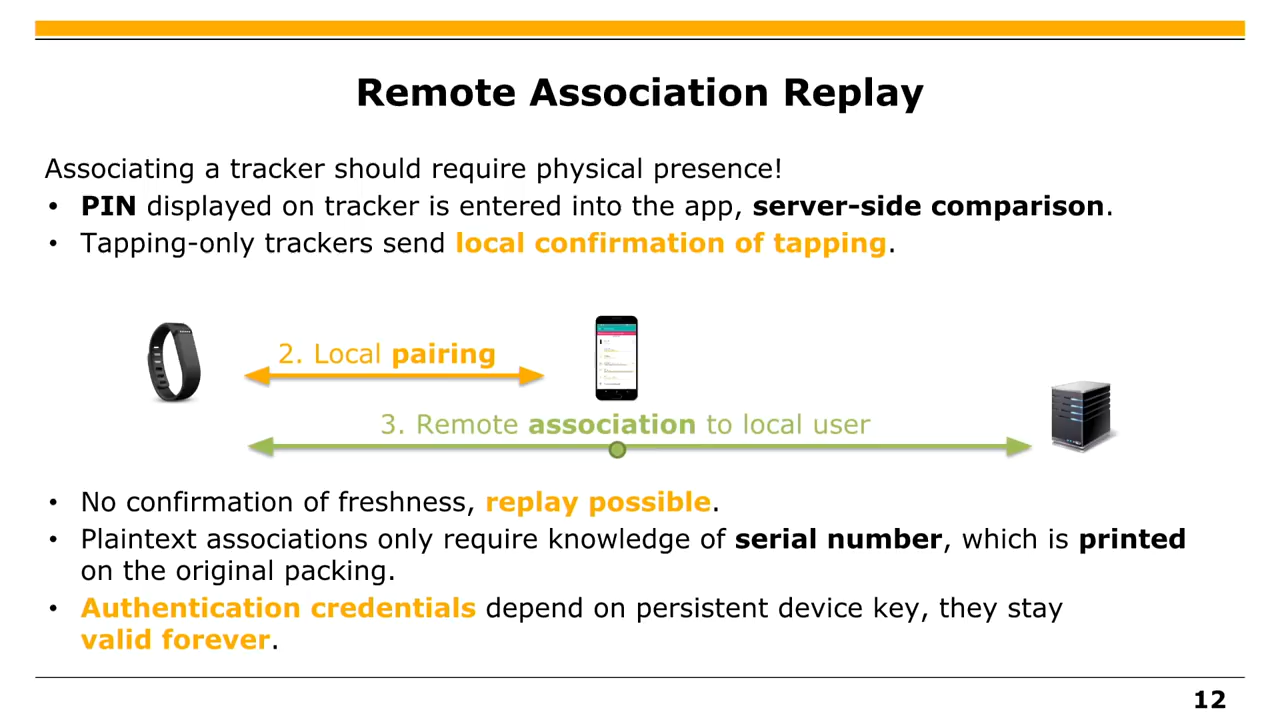 Remote Association Replay
Associating a tracker should require physical presence!
• PIN displayed on tracker is entered into the app, server-side comparison.
• Tapping-only trackers send local confirmation of tapping.
2. Local pairing
3. Remote association to local user
• No confirmation of freshness, replay possible.
• Plaintext associations only require knowledge of serial number, which is printed
on the original packing.
• Authentication credentials depend on persistent device key, they stay
valid forever.
12